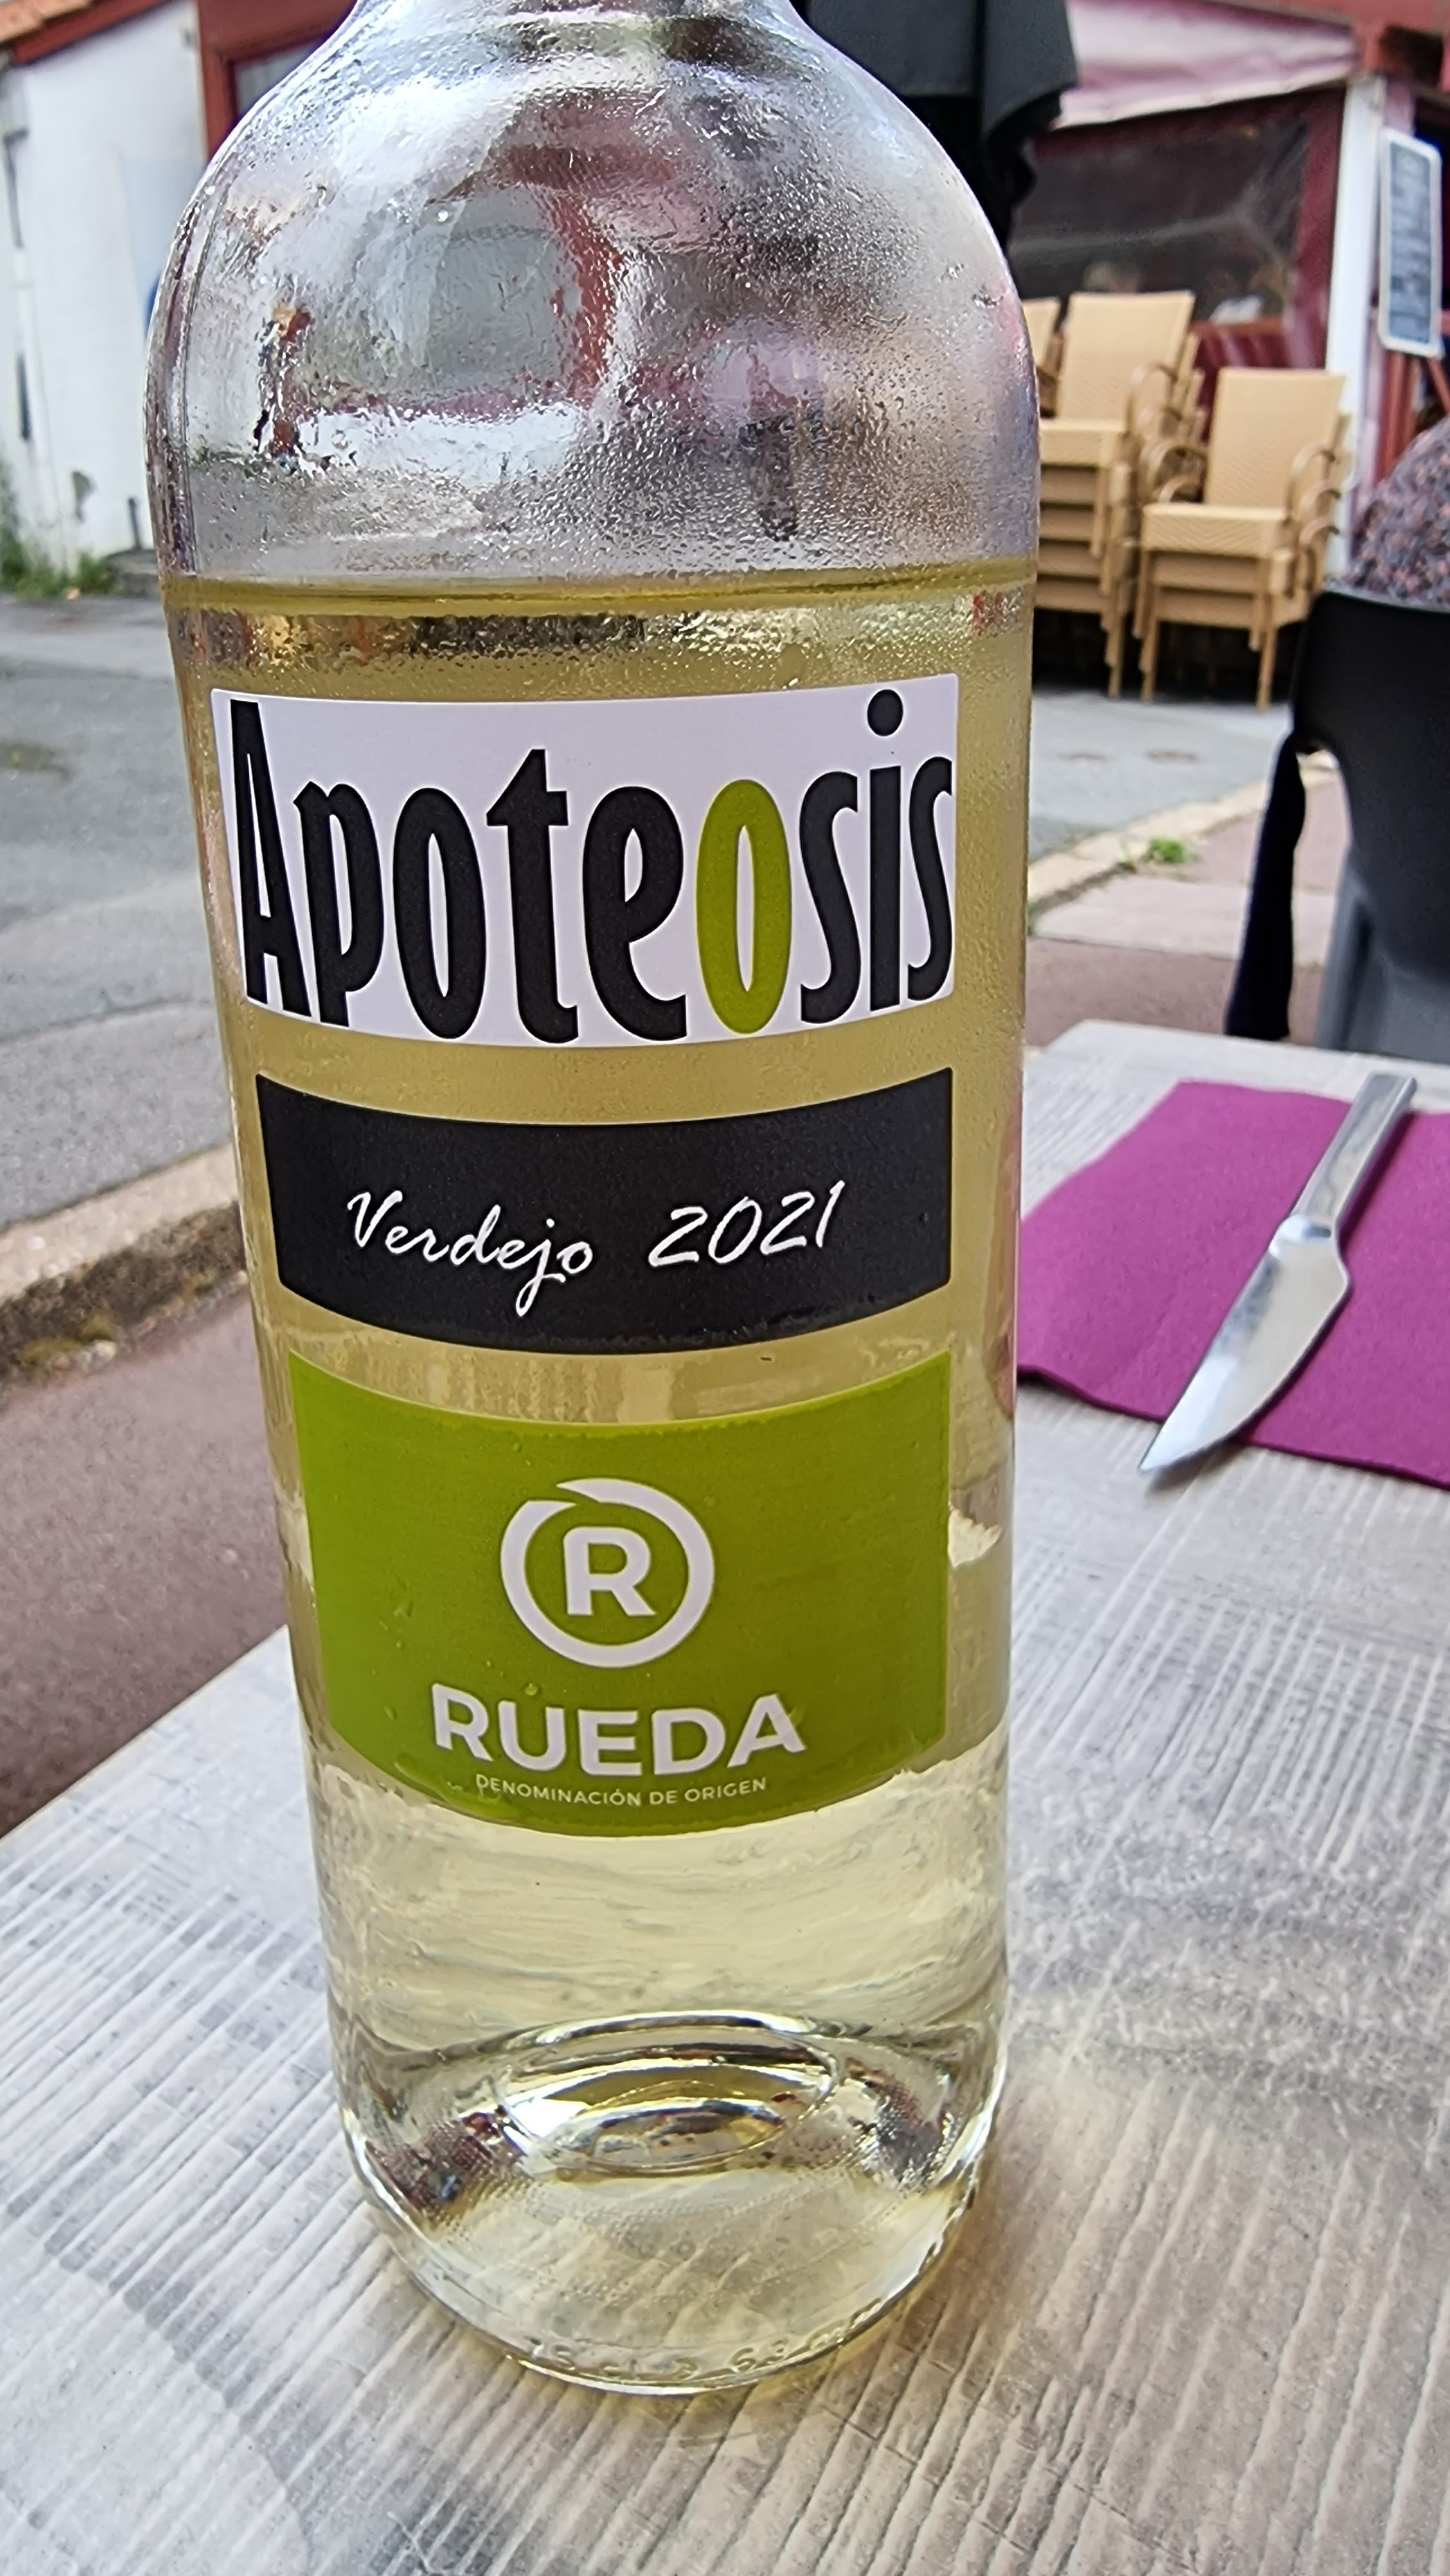 Apoteosis
Verdejo 2021
R
RUEDA
DENOMINACIÓN DE ORIGEN